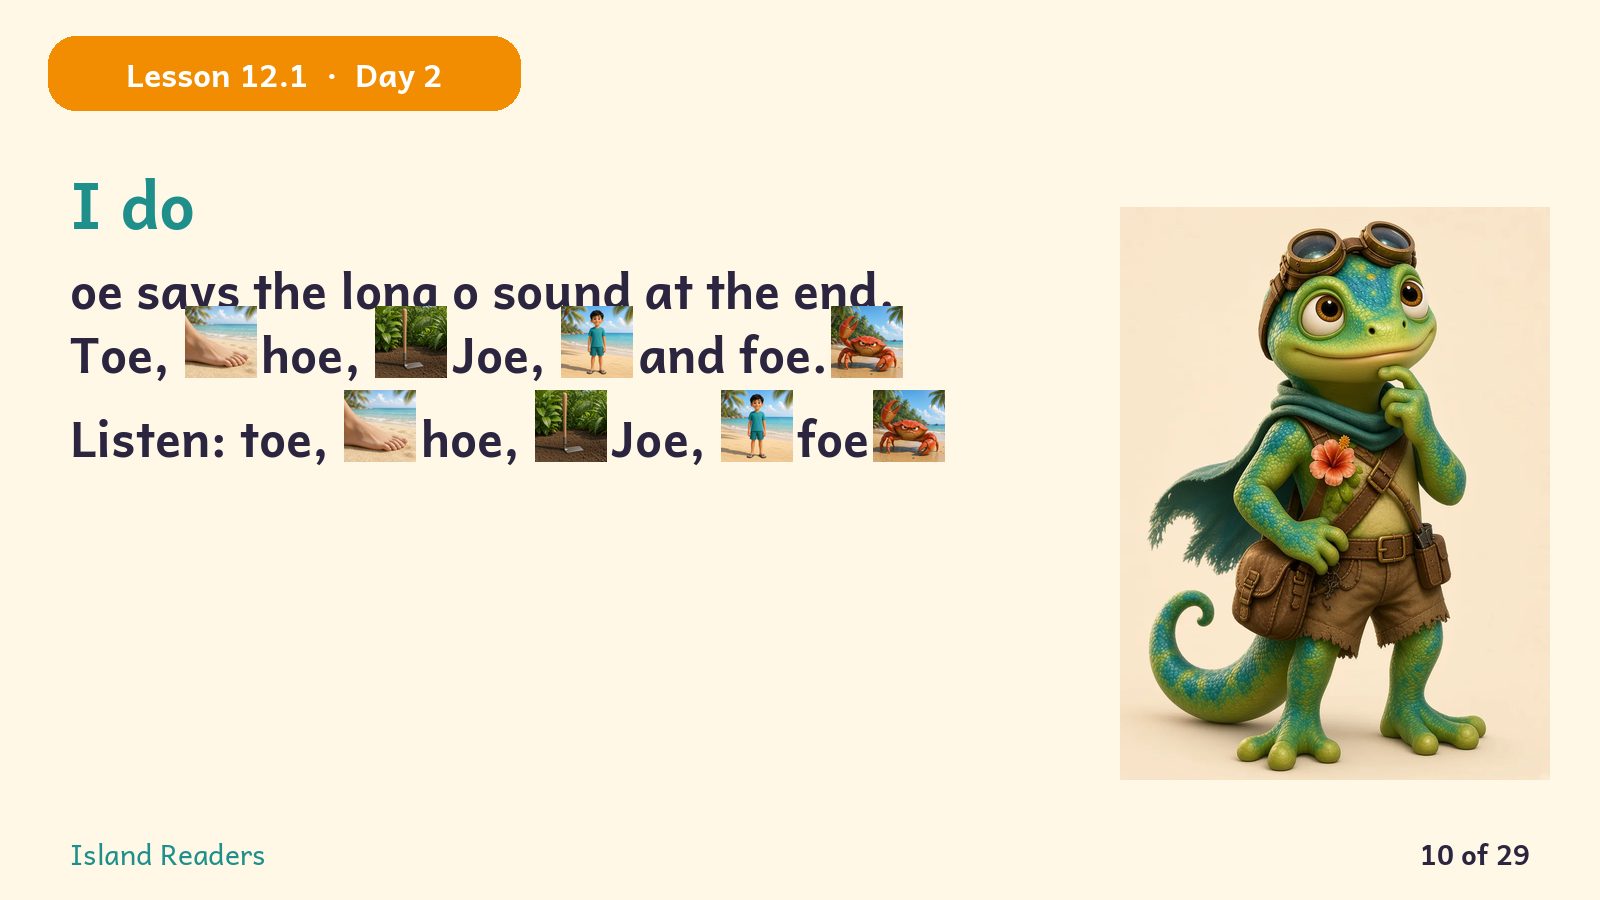 Lesson 12.1 · Day 2
I do
oe says the long o sound at the end.
Toe, hoe, Joe, and foe.
Listen: toe, hoe, Joe, foe
Island Readers
10 of 29